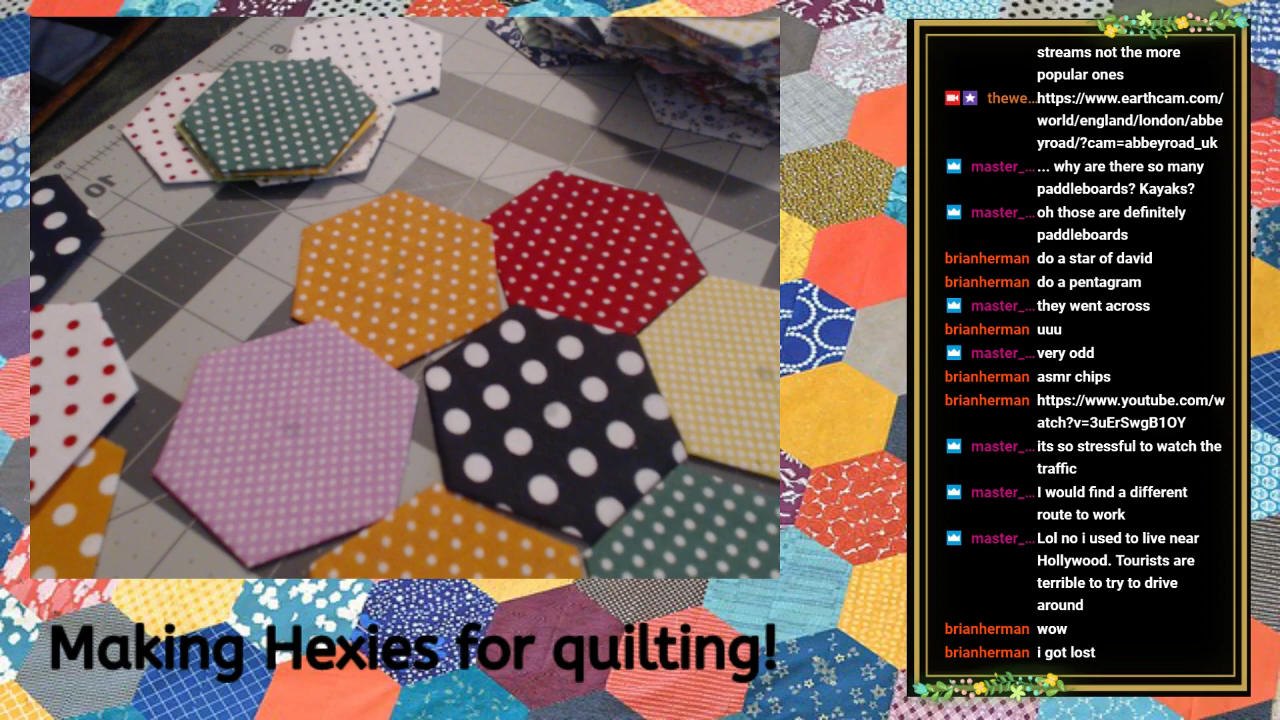 streams not the more
popular ones
thewe... https://www.earthcam.com/
world/england/london/abbe
yroad/?cam=abbeyroad_uk
master_... ... why are there so many
paddleboards? Kayaks?
master_... oh those are definitely
paddleboards
brianherman do a star of david
brianherman do a pentagram
master_... they went across
brianherman uuu
master_... very odd
brianherman asmr chips
brianherman https://www.youtube.com/w
atch?v=3uErSwgB1OY
master_... its so stressful to watch the
traffic
master_... I would find a different
route to work
master_... Lol no i used to live near
Hollywood. Tourists are
terrible to try to drive
around
brianherman wow
brianherman i got lost
10
Making Hexies for quilting!